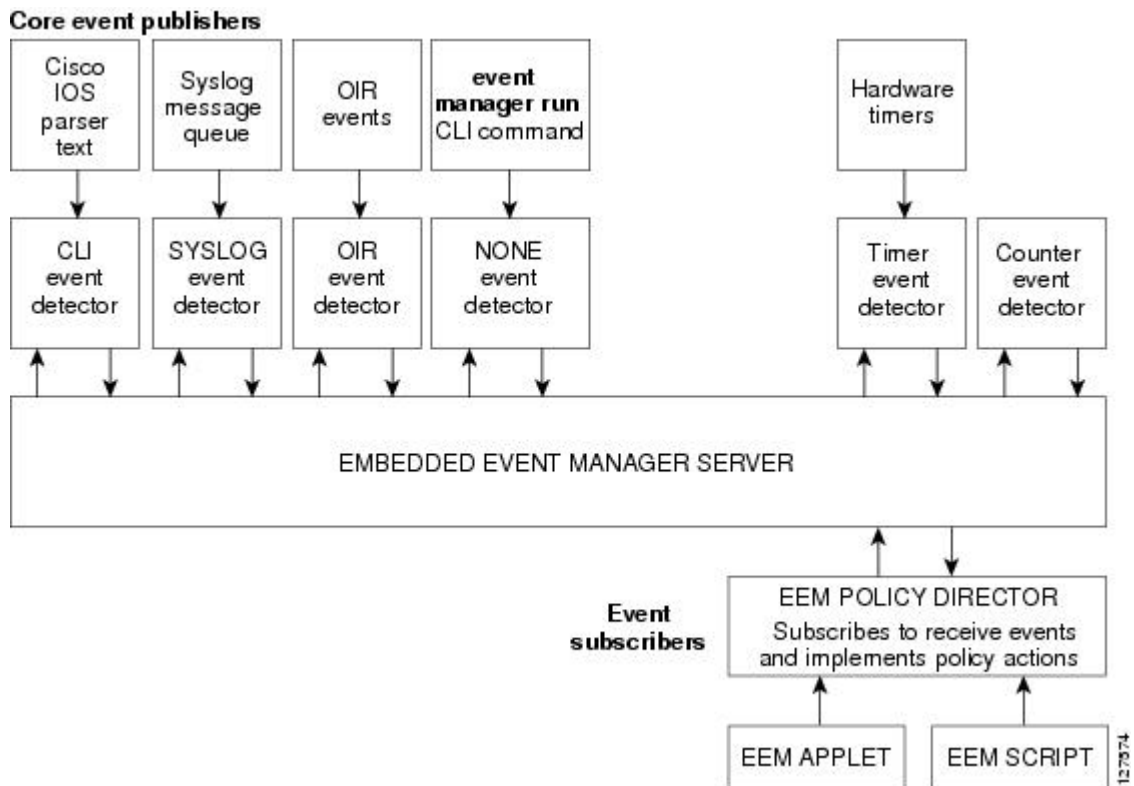 Core event publishers
Cisco
IOS
parser
text
Syslog
message
queue
OIR
events
event
manager run
CLI command
Hardware
timers
CLI
event
detector
SYSLOG
event
detector
OIR
event
detector
NONE
event
detector
Timer
event
detector
Counter
event
detector
EMBEDDED EVENT MANAGER SERVER
Event
subscribers
EEM POLICY DIRECTOR
Subscribes to receive events
and implements policy actions
EEM APPLET
EEM SCRIPT
127574